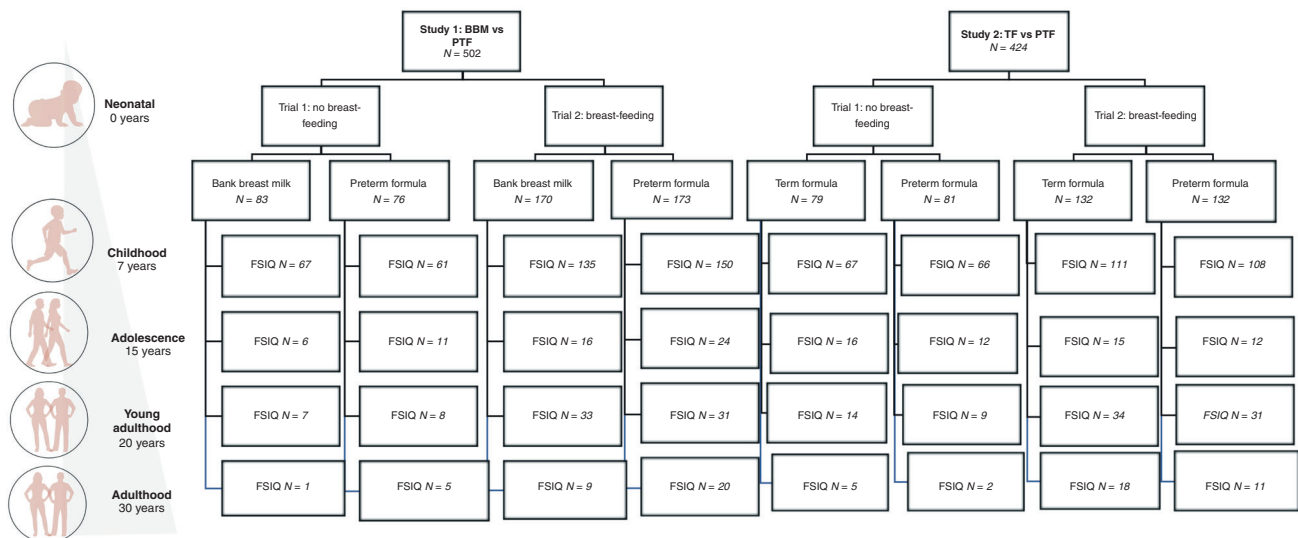 Study 1: BBM vs
PTF
N = 502
Study 2: TF vs PTF
N = 424
Neonatal
0 years
Trial 1: no breast-
feeding
Trial 2: breast-feeding
Trial 1: no breast-
feeding
Trial 2: breast-feeding
Bank breast milk
N = 83
Preterm formula
N = 76
Bank breast milk
N = 170
Preterm formula
N = 173
Term formula
N = 79
Preterm formula
N = 81
Term formula
N = 132
Preterm formula
N = 132
Childhood
7 years
FSIQ N = 67
FSIQ N = 61
FSIQ N = 135
FSIQ N = 150
FSIQ N = 67
FSIQ N = 66
FSIQ N = 111
FSIQ N = 108
Adolescence
15 years
FSIQ N = 6
FSIQ N = 11
FSIQ N = 16
FSIQ N = 24
FSIQ N = 16
FSIQ N = 12
FSIQ N = 15
FSIQ N = 12
Young
adulthood
20 years
FSIQ N = 7
FSIQ N = 8
FSIQ N = 33
FSIQ N = 31
FSIQ N = 14
FSIQ N = 9
FSIQ N = 34
FSIQ N = 31
Adulthood
30 years
FSIQ N = 1
FSIQ N = 5
FSIQ N = 9
FSIQ N = 20
FSIQ N = 5
FSIQ N = 2
FSIQ N = 18
FSIQ N = 11